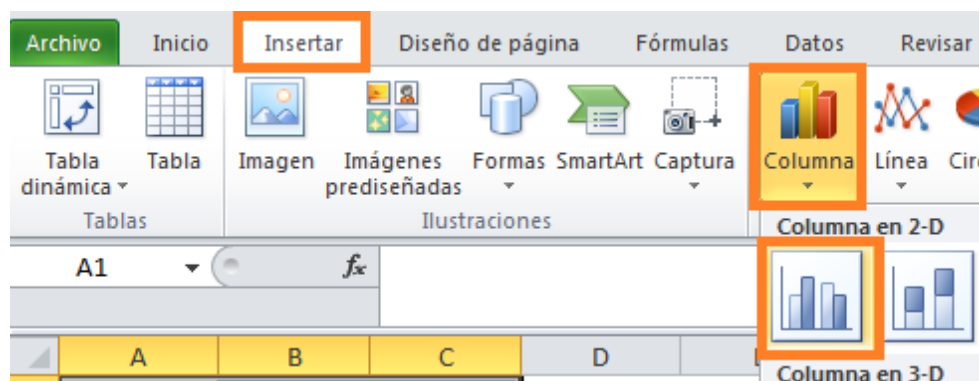 Archivo Inicio Insertar Diseño de página Fórmulas Datos Revisar
Tabla dinámica Tabla Imagen Imágenes prediseñadas Formas SmartArt Captura Columna Línea
Tablas Ilustraciones
Columna en 2-D
A1 fx
A B C D
Columna en 3-D